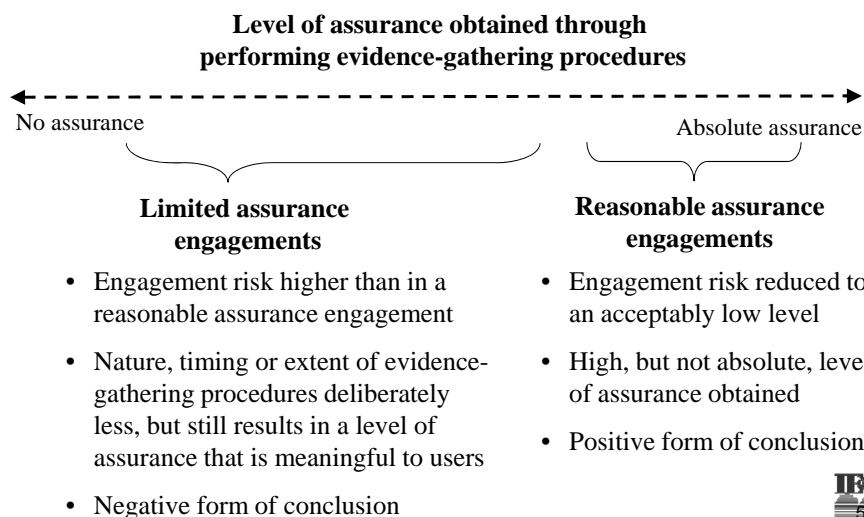 Level of assurance obtained through
performing evidence-gathering procedures
No assurance
Absolute assurance
Limited assurance
engagements
• Engagement risk higher than in a
reasonable assurance engagement
• Nature, timing or extent of evidence-
gathering procedures deliberately
less, but still results in a level of
assurance that is meaningful to users
• Negative form of conclusion
Reasonable assurance
engagements
• Engagement risk reduced to
an acceptably low level
• High, but not absolute, leve
of assurance obtained
• Positive form of conclusion